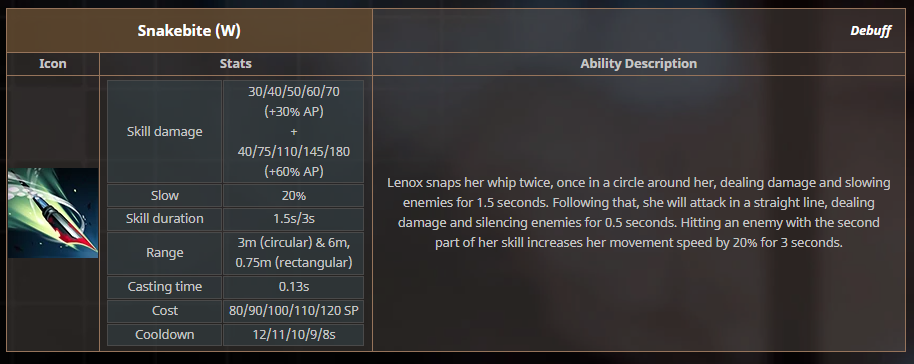 Snakebite (W)
Debuff
Icon
Stats
Ability Description
Skill damage
30/40/50/60/70
(+30% AP)
+
40/75/110/145/180
(+60% AP)
Slow
20%
Skill duration
1.5s/3s
Range
3m (circular) & 6m,
0.75m (rectangular)
Casting time
0.13s
Cost
80/90/100/110/120 SP
Cooldown
12/11/10/9/8s
Lenox snaps her whip twice, once in a circle around her, dealing damage and slowing
enemies for 1.5 seconds. Following that, she will attack in a straight line, dealing
damage and silencing enemies for 0.5 seconds. Hitting an enemy with the second
part of her skill increases her movement speed by 20% for 3 seconds.